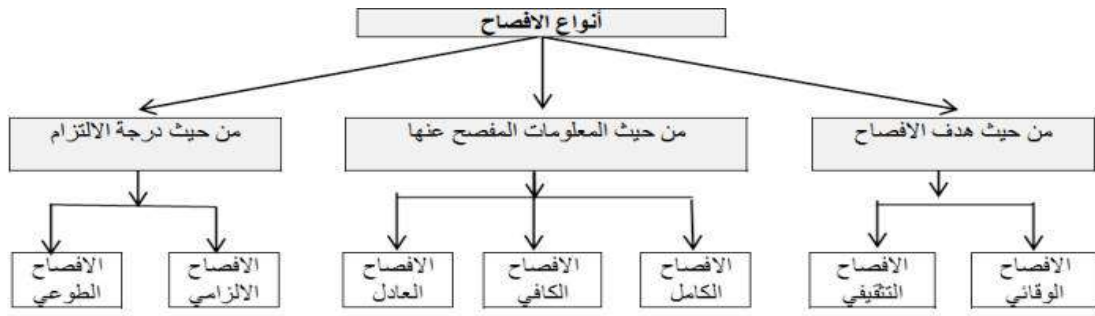 أنواع الافصاح
من حيث هدف الافصاح
من حيث المعلومات المفصح عنها
من حيث درجة الالتزام
الافصاح
الوقائي
الافصاح
التثقيفي
الافصاح
الكامل
الافصاح
الكافي
الافصاح
العادل
الافصاح
الالزامي
الافصاح
الطوعي